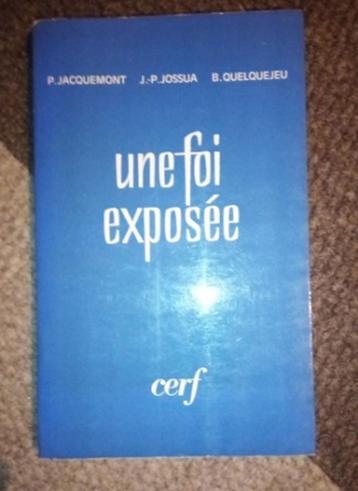 P. JACQUEMONT J.-P. JOSSUA B. QUELQUEJEU
une foi
exposée
cerf